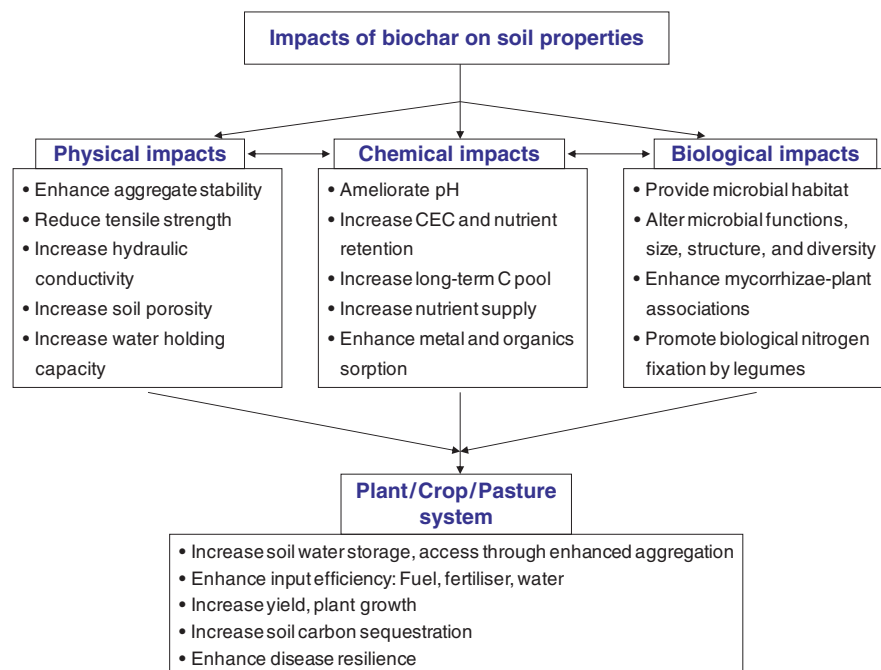 Impacts of biochar on soil properties
Physical impacts
• Enhance aggregate stability
• Reduce tensile strength
• Increase hydraulic
conductivity
• Increase soil porosity
• Increase water holding
capacity
Chemical impacts
• Ameliorate pH
• Increase CEC and nutrient
retention
• Increase long-term C pool
• Increase nutrient supply
• Enhance metal and organics
sorption
Biological impacts
• Provide microbial habitat
• Alter microbial functions,
size, structure, and diversity
• Enhance mycorrhizae-plant
associations
• Promote biological nitrogen
fixation by legumes
Plant/Crop/Pasture
system
• Increase soil water storage, access through enhanced aggregation
• Enhance input efficiency: Fuel, fertiliser, water
• Increase yield, plant growth
• Increase soil carbon sequestration
• Enhance disease resilience